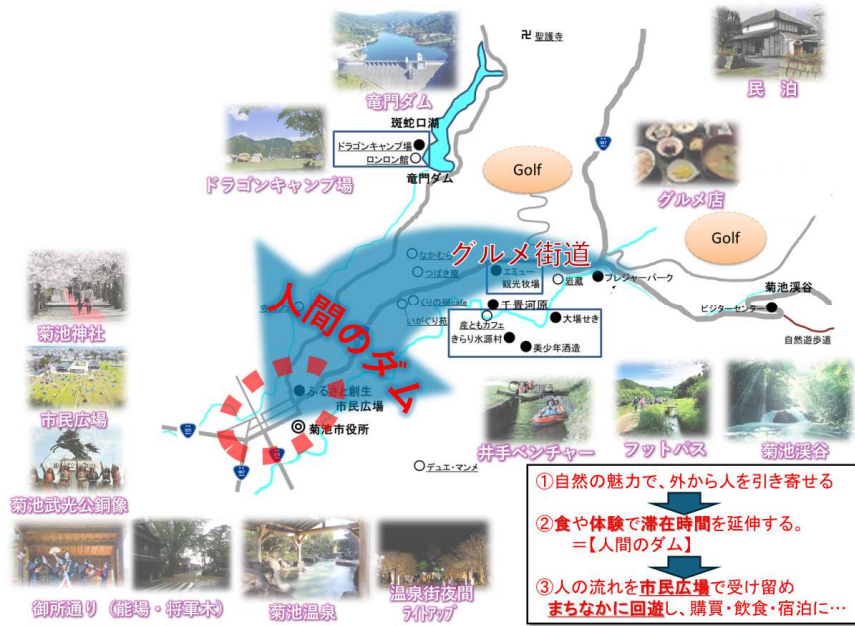 卍 聖護寺
民 泊
竜門ダム
斑蛇口湖
ドラゴンキャンプ場
ロンロン館
竜門ダム
ドラゴンキャンプ場
Golf
グルメ店
グルメ街道
Golf
なかむら
つばき庵
エミュー
観光牧場
岩蔵
プレジャーパーク
菊池渓谷
ビジターセンター
自然遊歩道
くりの樹cafe
いがぐり苑
千畳河原
産ともカフェ
大場せき
きらり水源村
美少年酒造
人間のダム
菊池神社
市民広場
菊池武光公銅像
ふるさと創生
市民広場
菊池市役所
デュエ・マンメ
井手ベンチャー
フットパス
菊池渓谷
御所通り(能場・将軍木)
菊池温泉
温泉街夜間
ライトアップ
①自然の魅力で、外から人を引き寄せる
②食や体験で滞在時間を延伸する。
=【人間のダム】
③人の流れを市民広場で受け留め
まちなかに回遊し、購買・飲食・宿泊に…